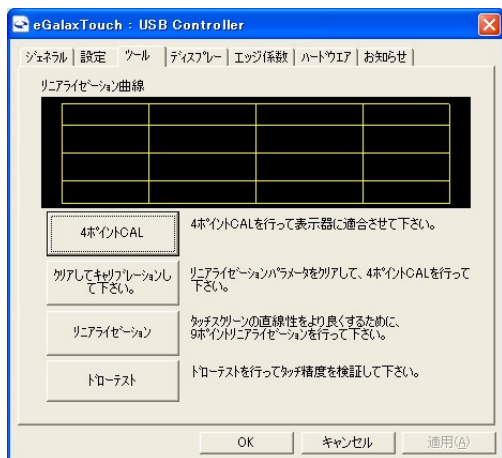 eGalaxTouch : USB Controller
ジェネラル 設定 ツール ディスプレー エッジ係数 ハードウエア お知らせ
リニアライゼーション曲線
4ポイントCAL
4ポイントCALを行って表示器に適合させて下さい。
クリアしてキャリブレーションし
て下さい。
リニアライゼーションパラメータをクリアして、4ポイントCALを行って
下さい。
リニアライゼーション
タッチスクリーンの直線性をより良くするために、
9ポイントリニアライゼーションを行って下さい。
ドローテスト
ドローテストを行ってタッチ精度を検証して下さい。
OK キャンセル 適用(A)